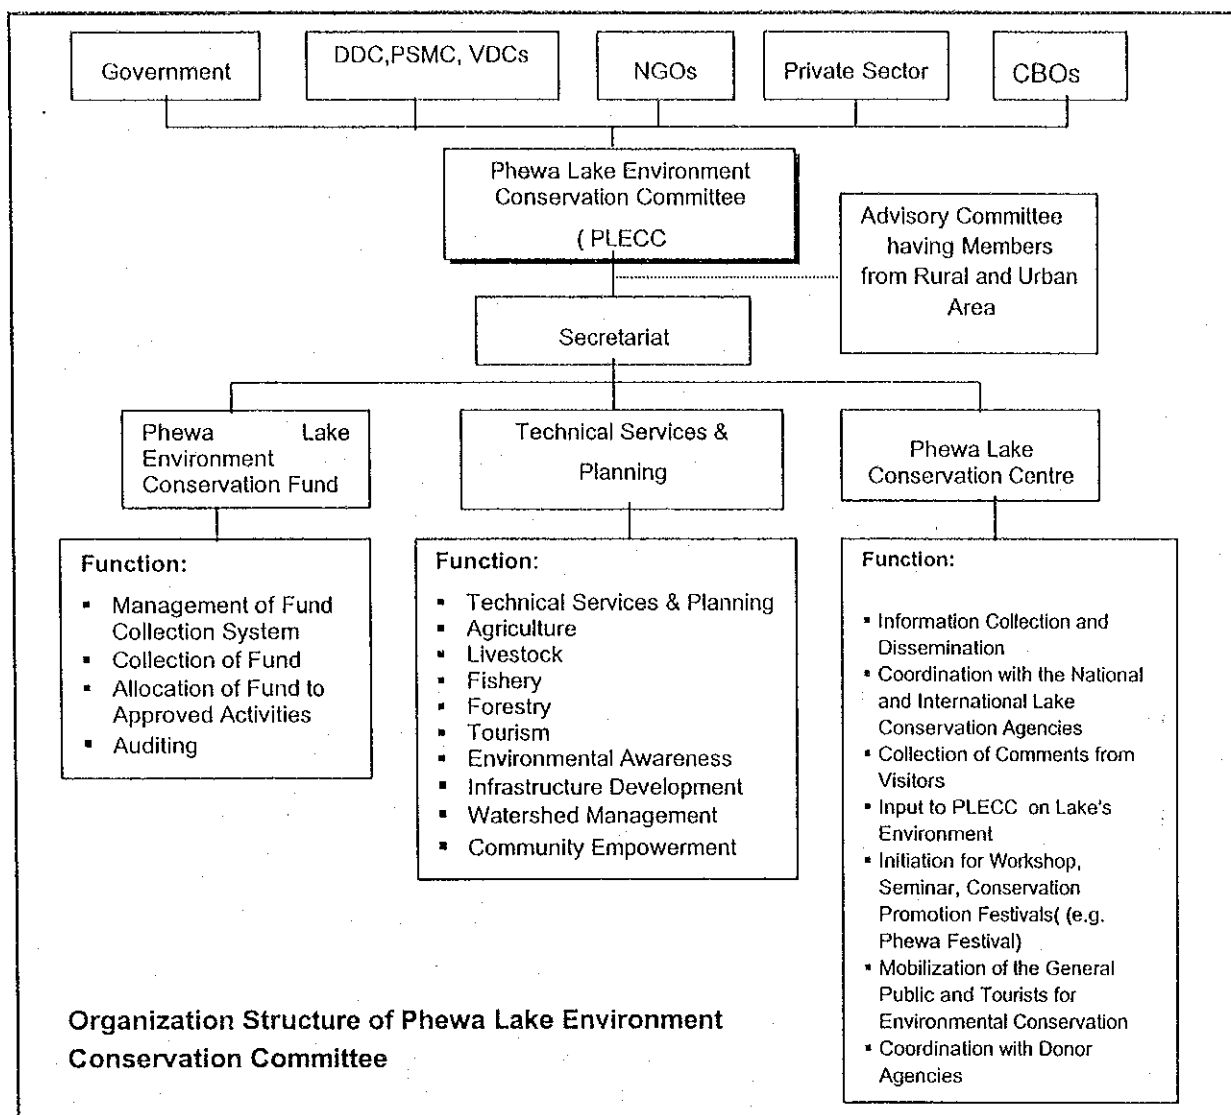 Government
DDC,PSMC, VDCs
NGOs
Private Sector
CBOs
Phewa Lake Environment
Conservation Committee
( PLECC
Advisory Committee
having Members
from Rural and Urban
Area
Secretariat
Phewa Lake
Environment
Conservation Fund
Technical Services &
Planning
Phewa Lake
Conservation Centre
Function:
▪ Management of Fund
Collection System
▪ Collection of Fund
▪ Allocation of Fund to
Approved Activities
▪ Auditing
Function:
▪ Technical Services & Planning
▪ Agriculture
▪ Livestock
▪ Fishery
▪ Forestry
▪ Tourism
▪ Environmental Awareness
▪ Infrastructure Development
▪ Watershed Management
▪ Community Empowerment
Function:
▪ Information Collection and
Dissemination
▪ Coordination with the National
and International Lake
Conservation Agencies
▪ Collection of Comments from
Visitors
▪ Input to PLECC on Lake's
Environment
▪ Initiation for Workshop,
Seminar, Conservation
Promotion Festivals( (e.g.
Phewa Festival)
▪ Mobilization of the General
Public and Tourists for
Environmental Conservation
▪ Coordination with Donor
Agencies
Organization Structure of Phewa Lake Environment
Conservation Committee